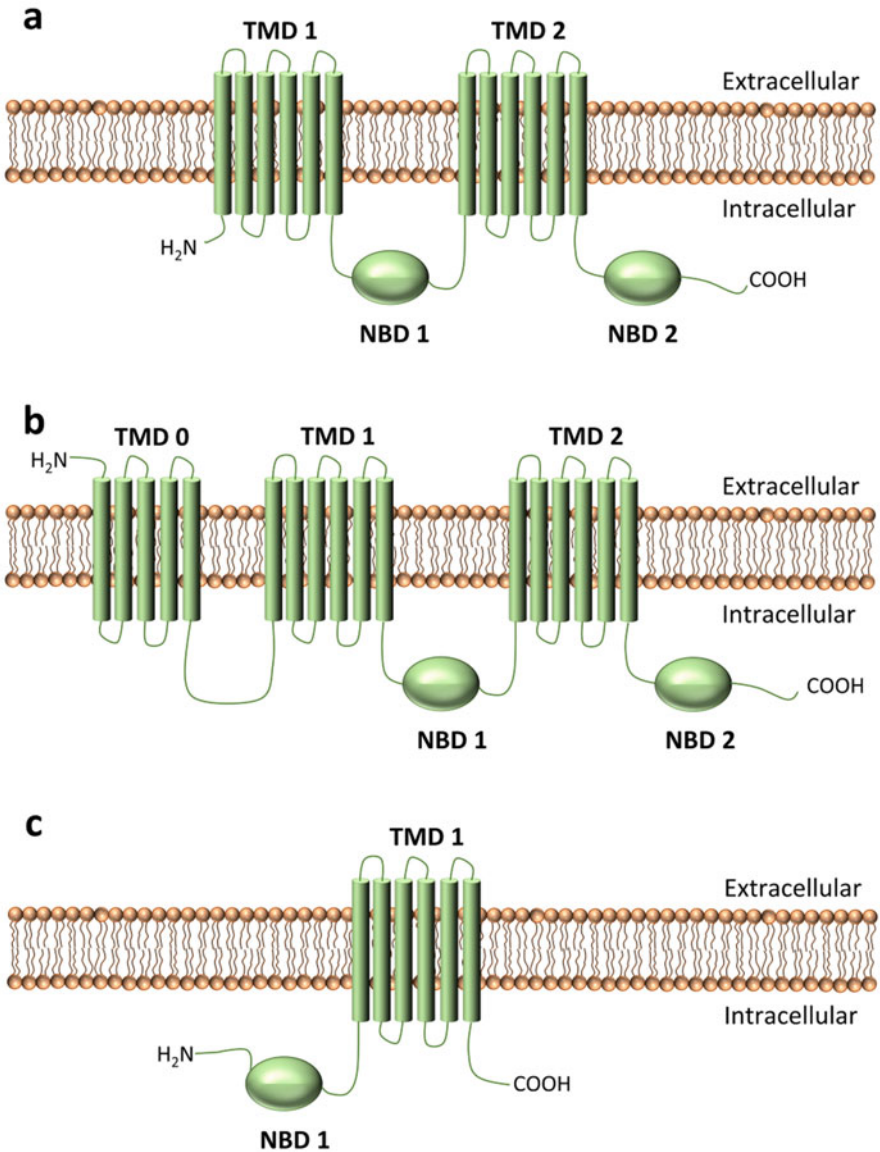 a
TMD 1
TMD 2
Extracellular
Intracellular
H₂N
COOH
NBD 1
NBD 2
b
TMD 0
TMD 1
TMD 2
H₂N
Extracellular
Intracellular
COOH
NBD 1
NBD 2
c
TMD 1
Extracellular
Intracellular
H₂N
COOH
NBD 1